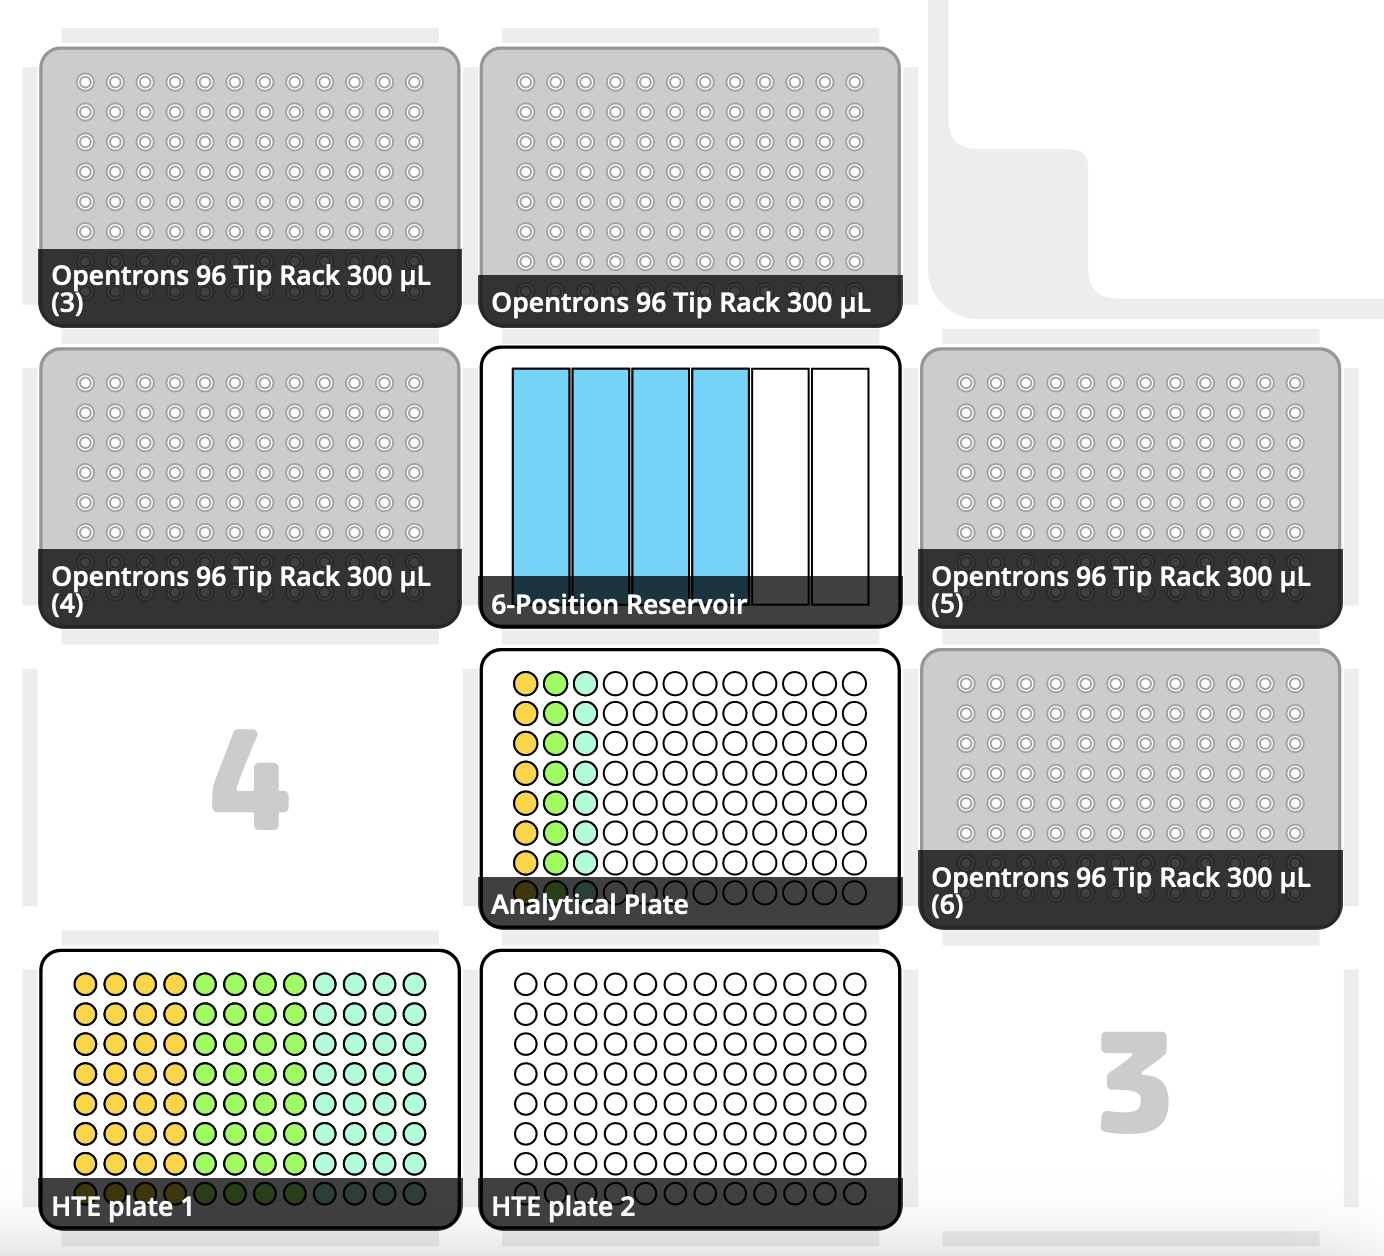 Opentrons 96 Tip Rack 300 µL
(3)
Opentrons 96 Tip Rack 300 µL
Opentrons 96 Tip Rack 300 µL
(4)
6-Position Reservoir
Opentrons 96 Tip Rack 300 µL
(5)
4
Analytical Plate
Opentrons 96 Tip Rack 300 µL
(6)
HTE plate 1
HTE plate 2
3